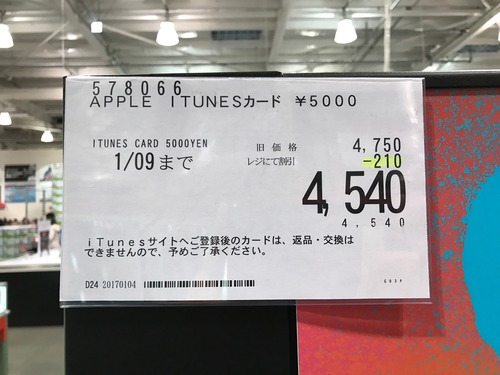 578066
APPLE ITUNESカード ¥5000
ITUNES CARD 5000YEN
1/09まで
旧価格 4,750
レジにて割引 -210
4,540
4,540
iTunesサイトへご登録後のカードは、返品・交換は
できませんので、予めご了承ください。
D24 20170104